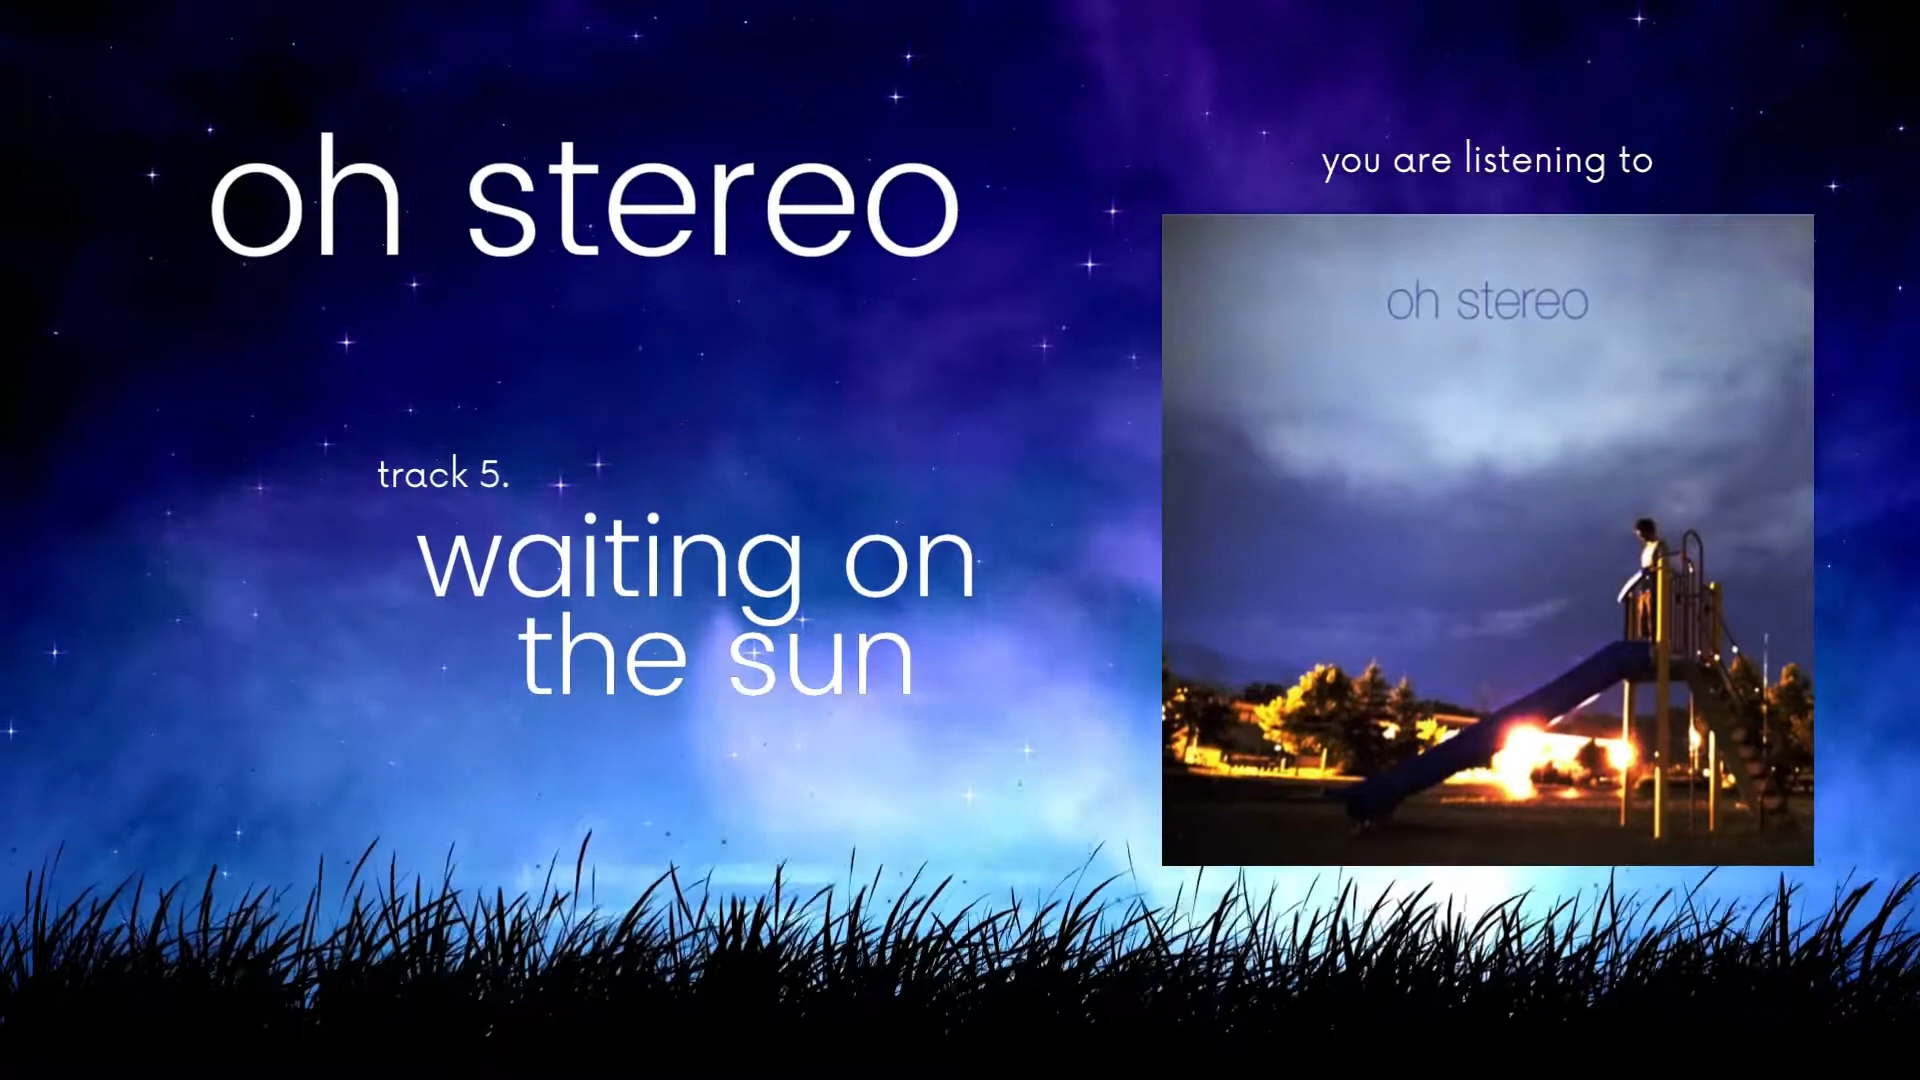 oh stereo
track 5.
waiting on
the sun
you are listening to
oh stereo